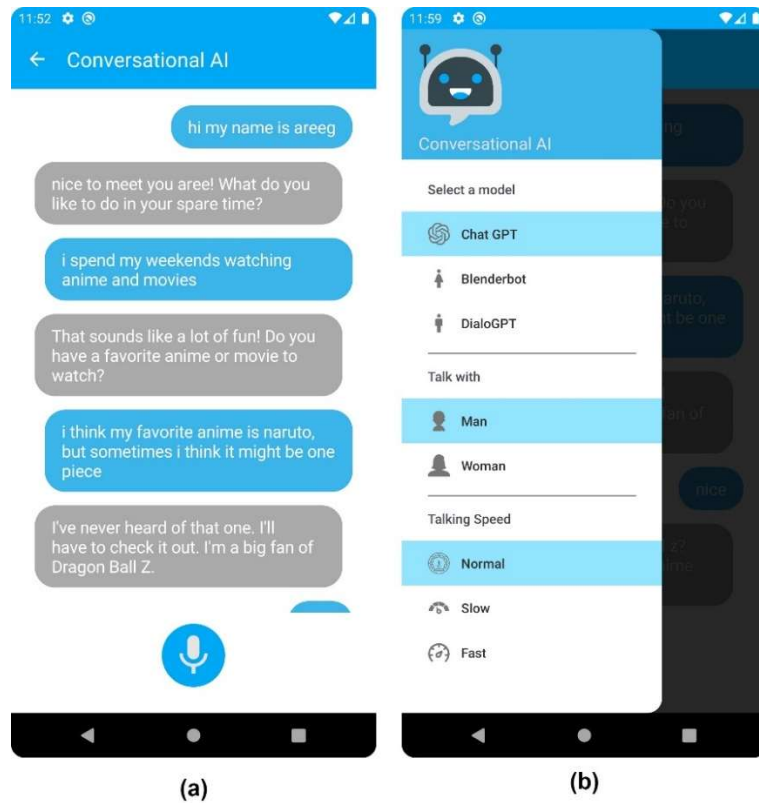 11:52
Conversational AI
hi my name is areeg
nice to meet you aree! What do you
like to do in your spare time?
i spend my weekends watching
anime and movies
That sounds like a lot of fun! Do you
have a favorite anime or movie to
watch?
i think my favorite anime is naruto,
but sometimes i think it might be one
piece
I've never heard of that one. I'll
have to check it out. I'm a big fan of
Dragon Ball Z.
(a)
11:59
Conversational AI
Select a model
Chat GPT
Blenderbot
DialoGPT
Talk with
Man
Woman
Talking Speed
Normal
Slow
Fast
nice
(b)